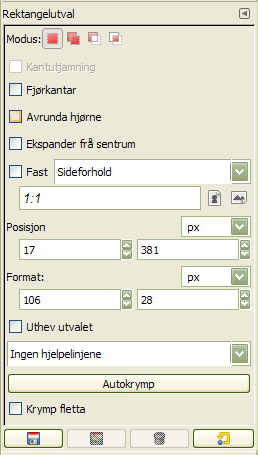 Rektangelutval
Modus:
Kantutjamning
Fjørkantar
Avrunda hjørne
Ekspander frå sentrum
Fast Sideforhold
1:1
Posisjon px
17 381
Format: px
106 28
Uthev utvalet
Ingen hjelpelinjene
Autokrymp
Krymp fletta